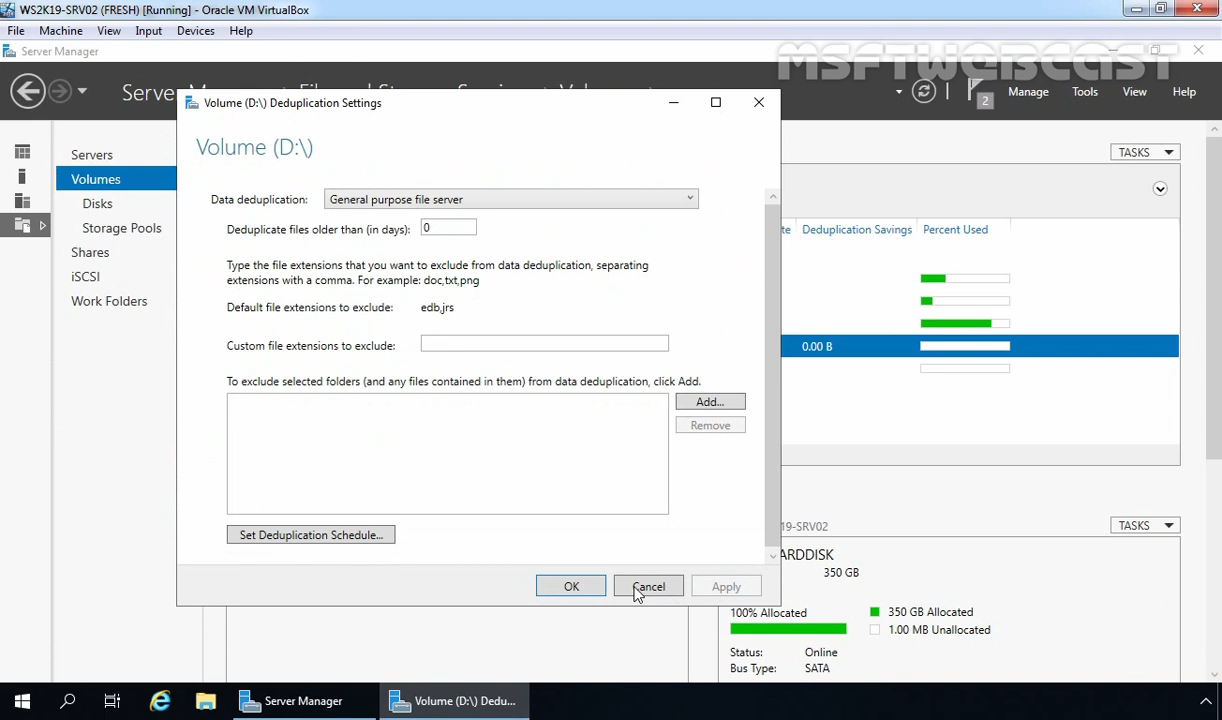 WS2K19-SRV02 (FRESH) [Running] - Oracle VM VirtualBox
File Machine View Input Devices Help
Server Manager
MSFTWEBCAST
2
Manage Tools View Help
Volume (D:\) Deduplication Settings
Volume (D:\)
Servers
Volumes
Disks
Storage Pools
Shares
iSCSI
Work Folders
Data deduplication: General purpose file server
Deduplicate files older than (in days): 0
Type the file extensions that you want to exclude from data deduplication, separating
extensions with a comma. For example: doc,txt,png
Default file extensions to exclude: edb,jrs
Custom file extensions to exclude:
To exclude selected folders (and any files contained in them) from data deduplication, click Add.
Add...
Remove
Set Deduplication Schedule...
OK Cancel Apply
TASKS
Deduplication Savings Percent Used
0.00 B
19-SRV02
TASKS
ARDDISK
350 GB
100% Allocated 350 GB Allocated
1.00 MB Unallocated
Status: Online
Bus Type: SATA
Server Manager Volume (D:\) Dedu...